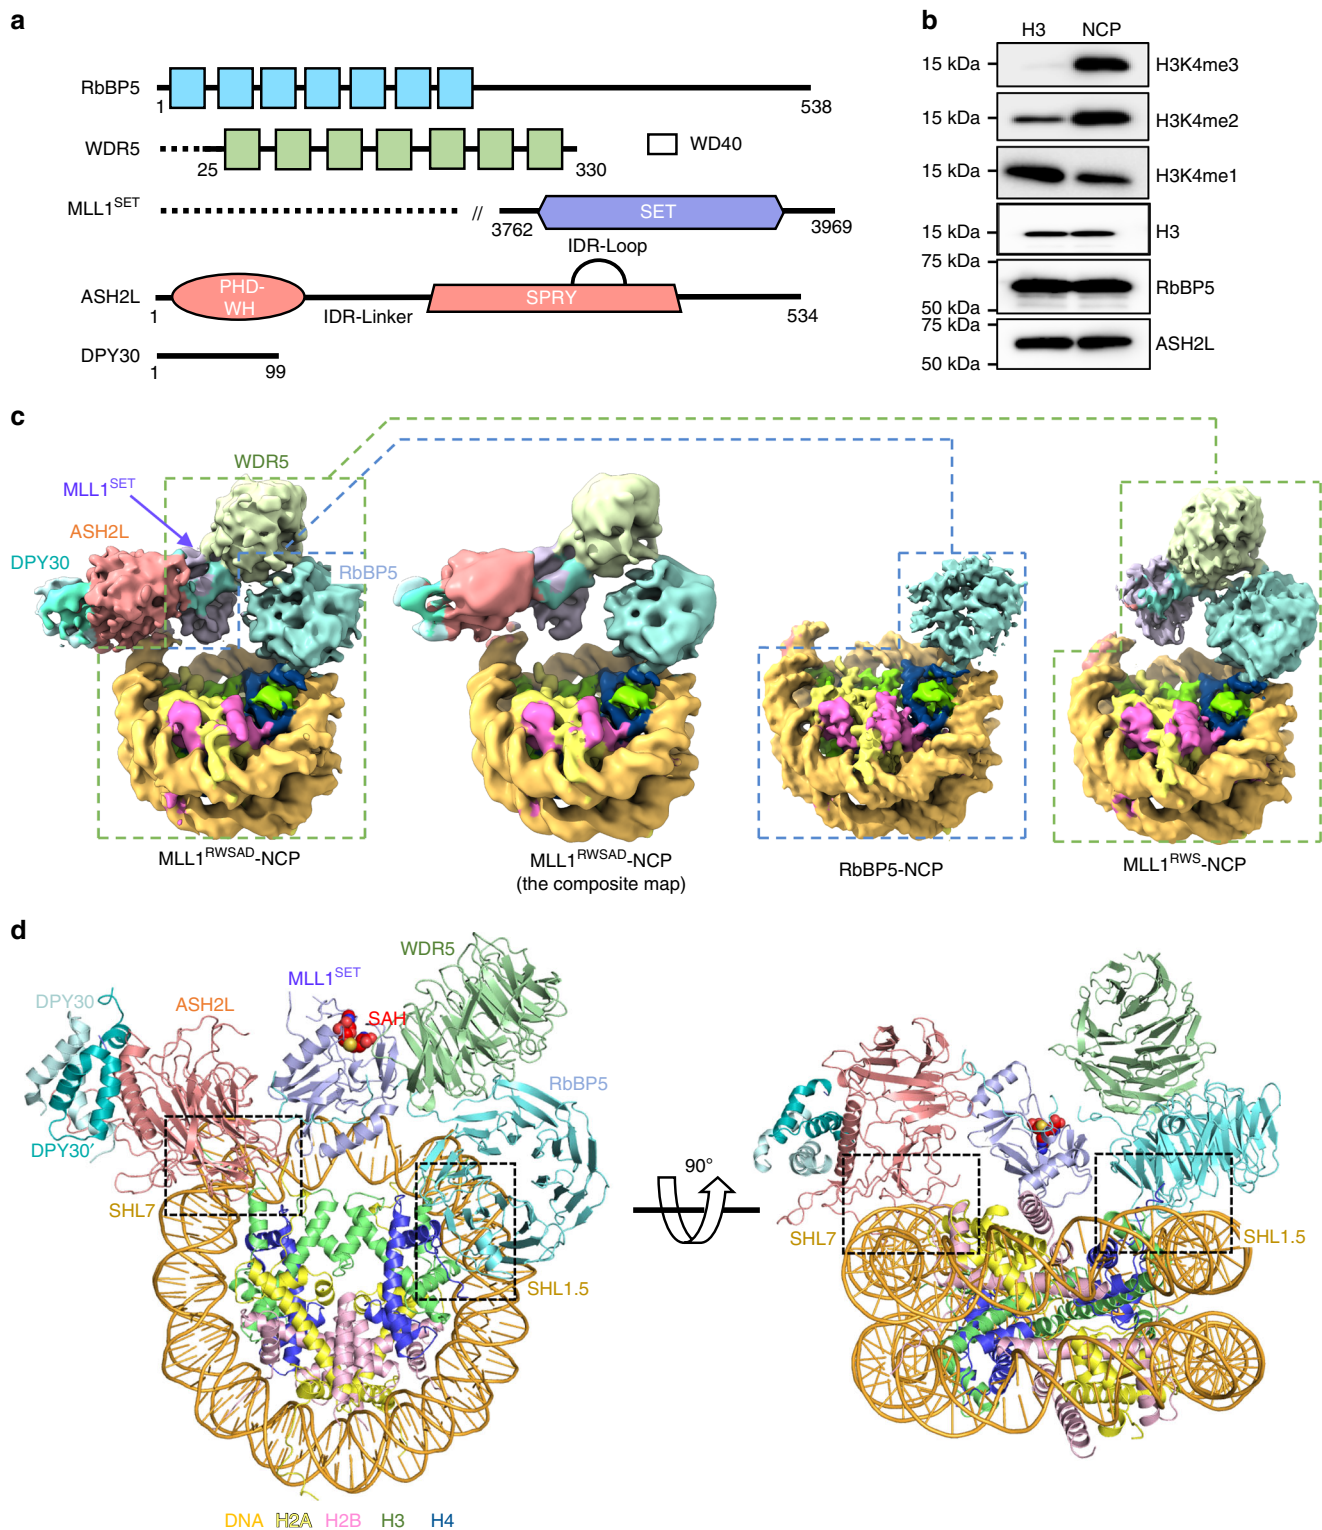 a
RbBP5
1
538
WDR5
25
330
WD40
MLL1SET
//
SET
3762
3969
IDR-Loop
ASH2L
PHD-
WH
SPRY
1
IDR-Linker
534
DPY30
1
99
b
H3 NCP
15 kDa H3K4me3
15 kDa H3K4me2
15 kDa H3K4me1
15 kDa H3
75 kDa
RbBP5
50 kDa
75 kDa
ASH2L
50 kDa
c
WDR5
MLL1SET
ASH2L
DPY30
RbBP5
MLL1RWSAD-NCP
MLL1RWSAD-NCP
(the composite map)
RbBP5-NCP
MLL1RWS-NCP
d
WDR5
MLL1SET
DPY30
ASH2L
SAH
RbBP5
DPY30′
SHL7
SHL1.5
90°
SHL7
SHL1.5
DNA H2A H2B H3 H4